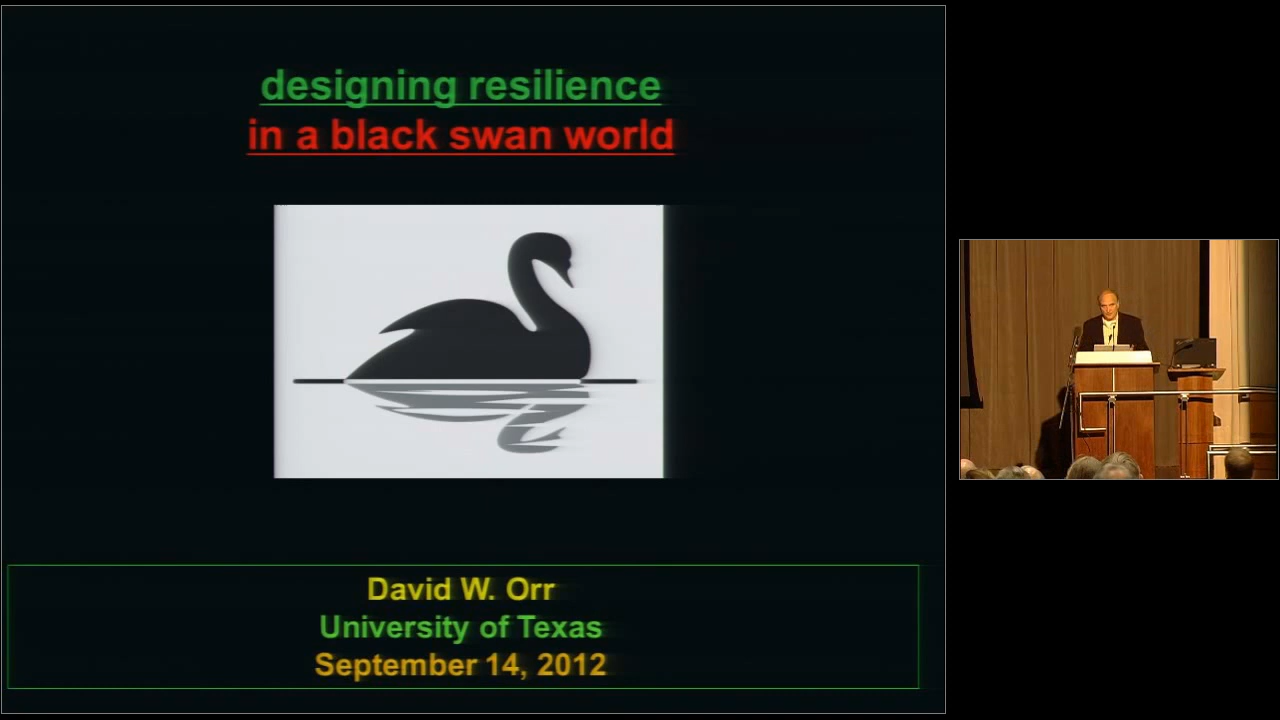 designing resilience
in a black swan world
David W. Orr
University of Texas
September 14, 2012